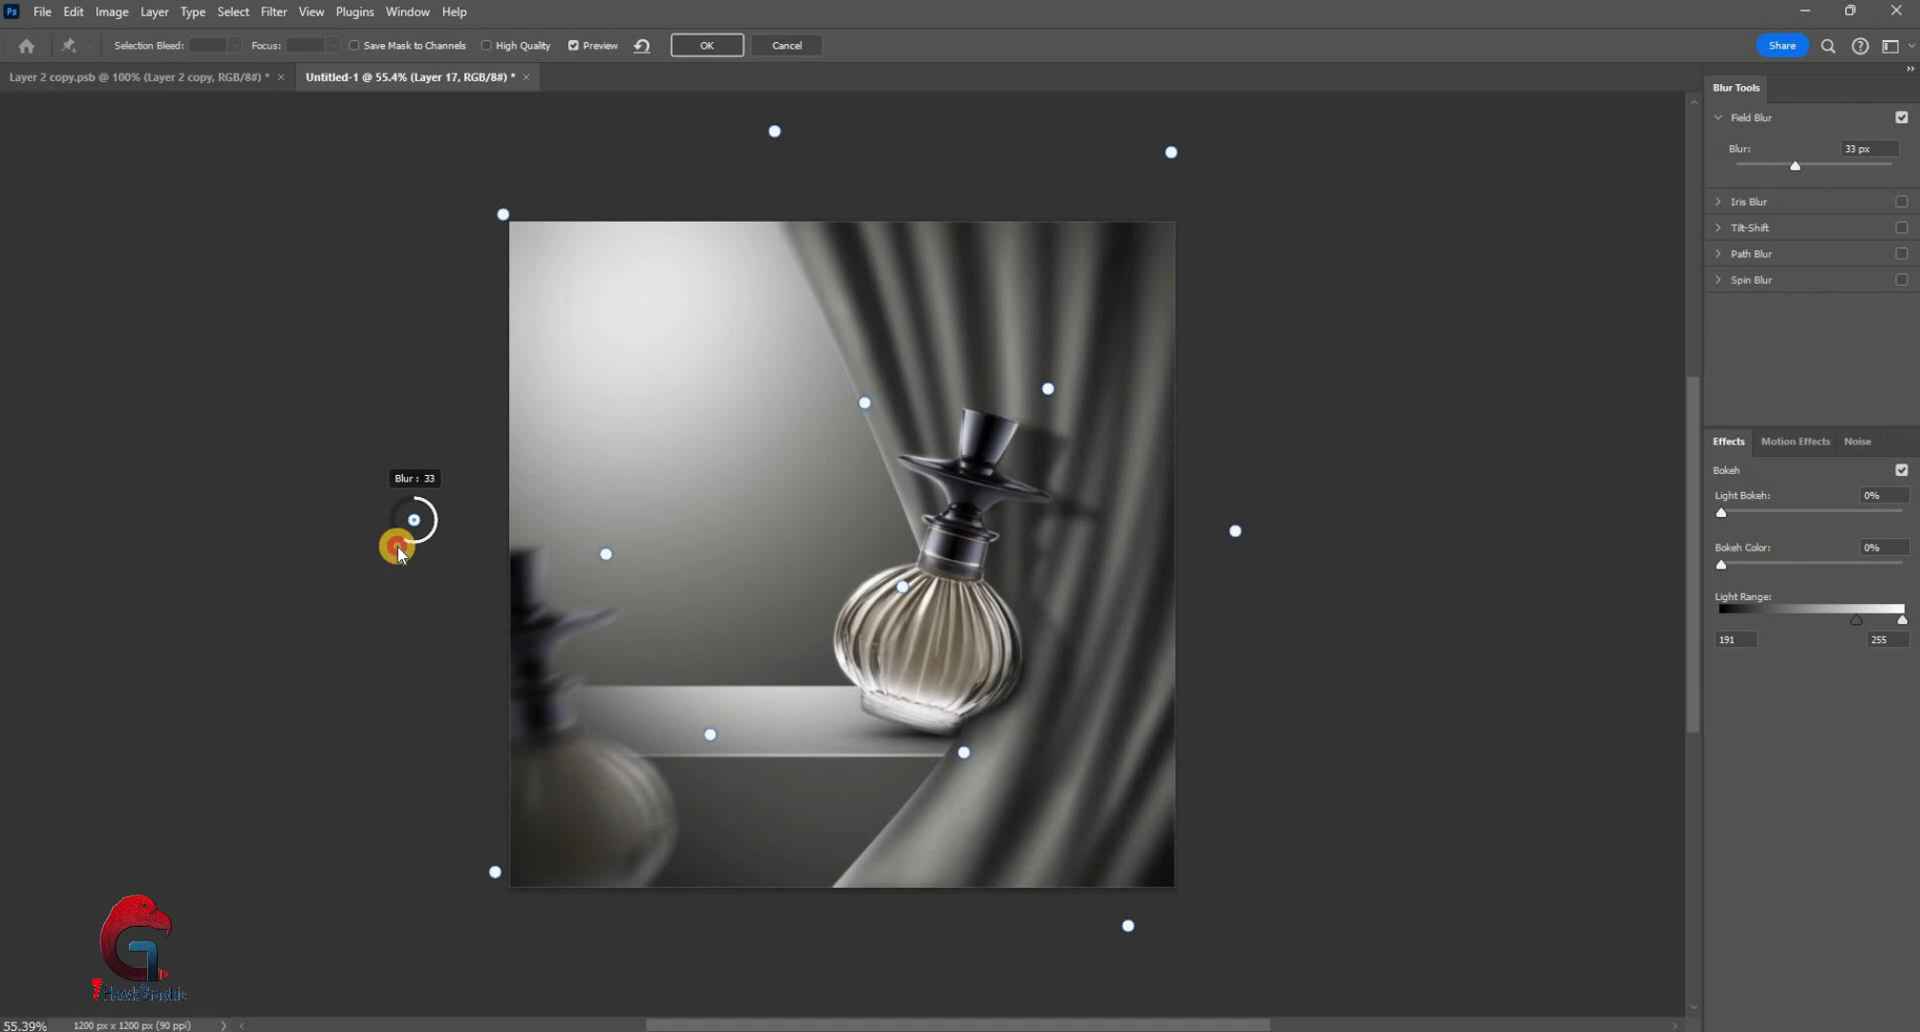 Ps File Edit Image Layer Type Select Filter View Plugins Window Help
Selection Bleed: Focus: Save Mask to Channels High Quality Preview OK Cancel Share
Layer 2 copy.psb @ 100% (Layer 2 copy, RGB/8#) * × Untitled-1 @ 55.4% (Layer 17, RGB/8#) * ×
Blur Tools
Field Blur
Blur: 33 px
Iris Blur
Tilt-Shift
Path Blur
Spin Blur
Blur : 33
Effects Motion Effects Noise
Bokeh
Light Bokeh: 0%
Bokeh Color: 0%
Light Range:
191 255
HawkGraphic
55.39% 1200 px x 1200 px (90 ppi)